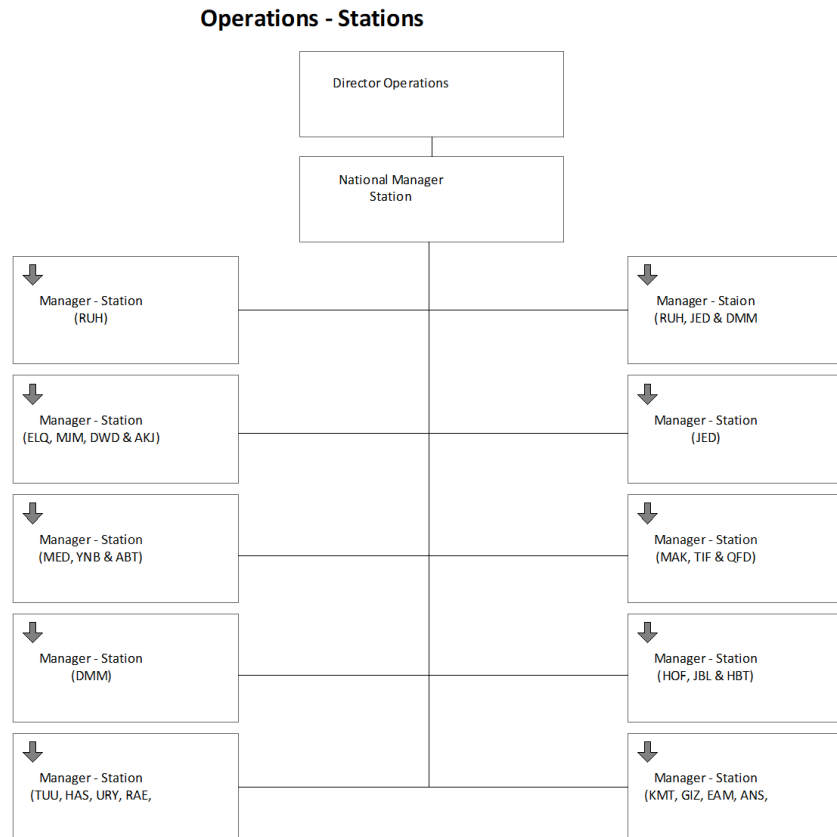 Operations - Stations
Director Operations
National Manager
Station
Manager - Station
(RUH)
Manager - Staion
(RUH, JED & DMM
Manager - Station
(ELQ, MJM, DWD & AKJ)
Manager - Station
(JED)
Manager - Station
(MED, YNB & ABT)
Manager - Station
(MAK, TIF & QFD)
Manager - Station
(DMM)
Manager - Station
(HOF, JBL & HBT)
Manager - Station
(TUU, HAS, URY, RAE,
Manager - Station
(KMT, GIZ, EAM, ANS,